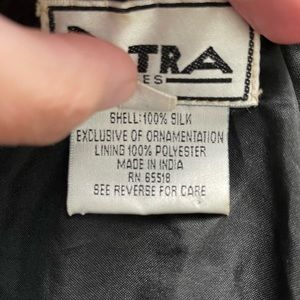 SHELL: 100% SILK
EXCLUSIVE OF ORNAMENTATION
LINING 100% POLYESTER
MADE IN INDIA
RN 65518
SEE REVERSE FOR CARE